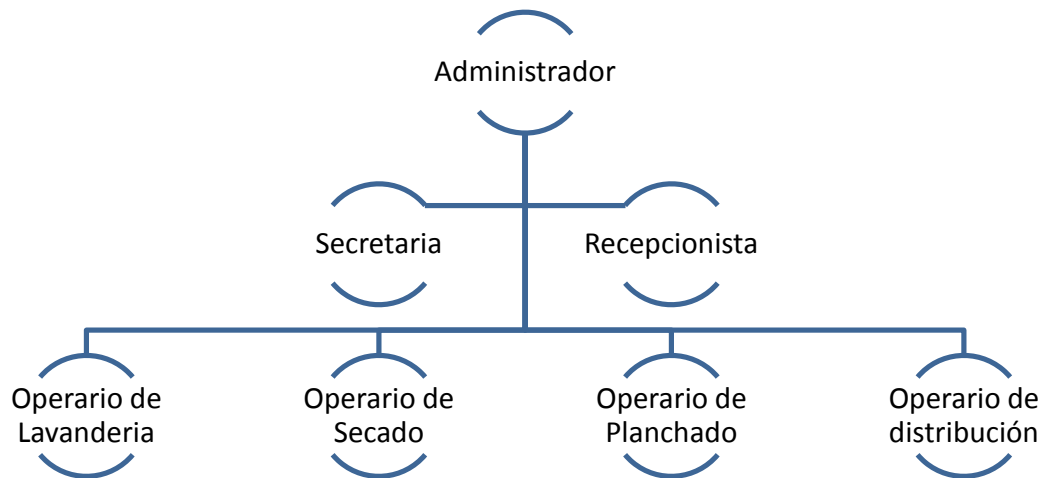 Administrador
Secretaria
Recepcionista
Operario de
Lavanderia
Operario de
Secado
Operario de
Planchado
Operario de
distribución